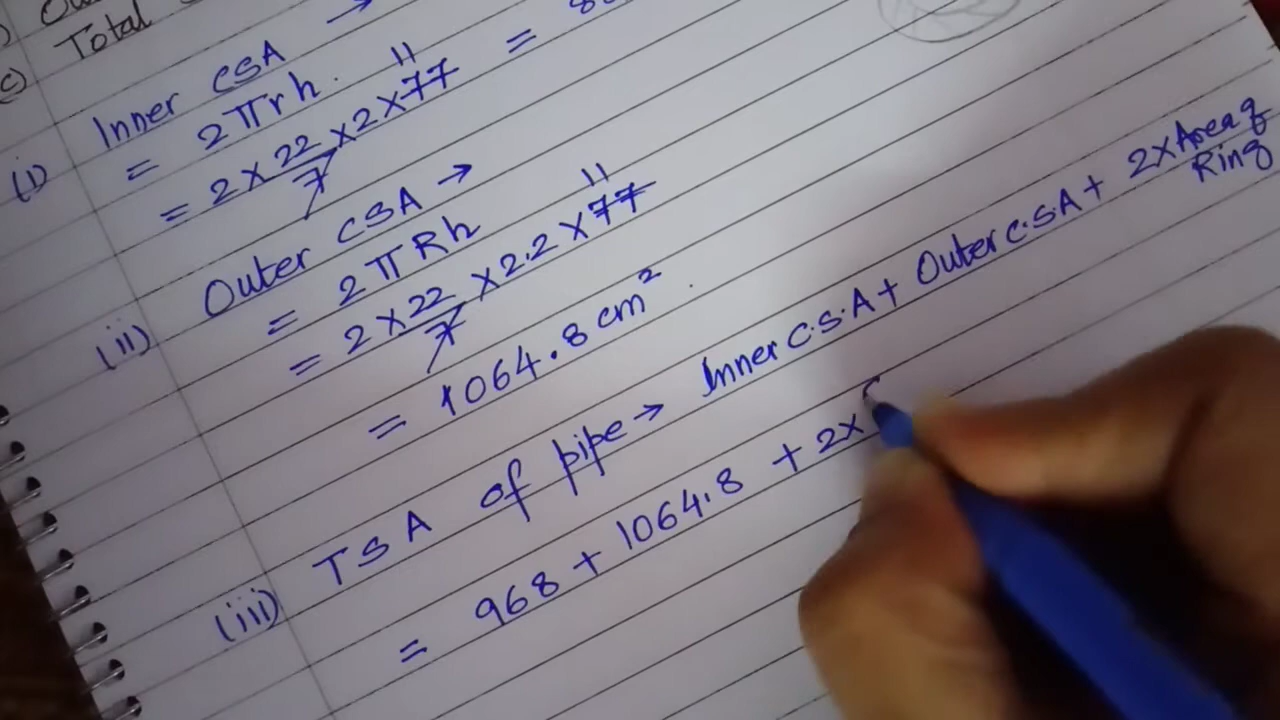 Total
(c)
(i) Inner CSA →
= 2πrh.
= 2 × 22/7 × 2 × 77 =
11
(ii) Outer CSA →
= 2πRh
= 2 × 22/7 × 2.2 × 77
11
= 1064.8 cm²
(iii) TSA of pipe → Inner C.S.A + Outer C.S.A + 2 × Area of Ring
= 968 + 1064.8 + 2 ×